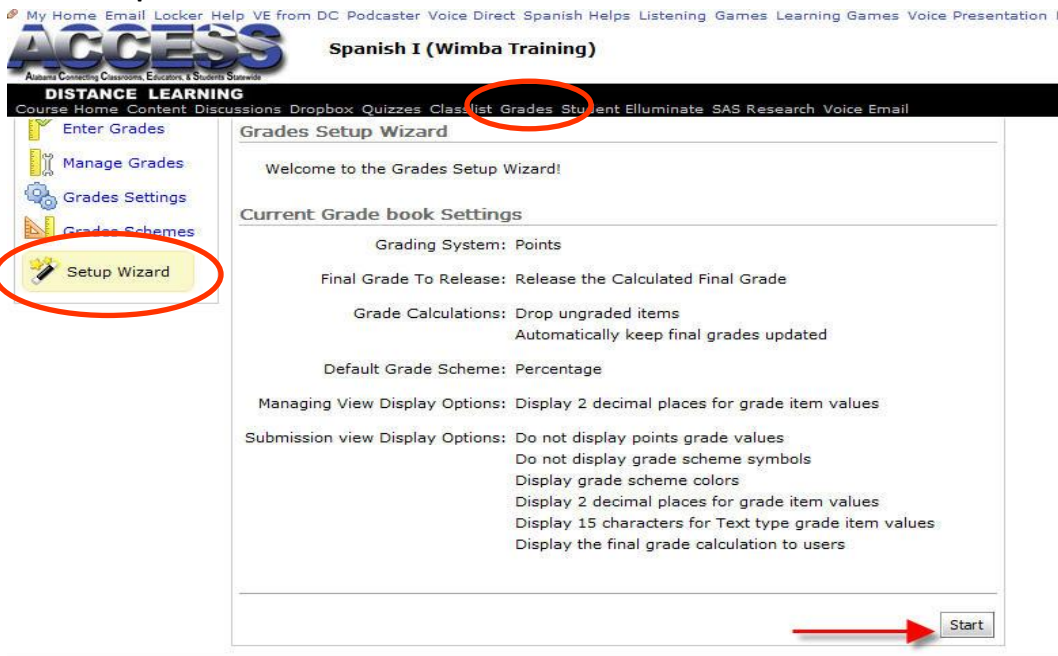 My Home Email Locker Help VE from DC Podcaster Voice Direct Spanish Helps Listening Games Learning Games Voice Presentation
ACCESS
Alabama Connecting Classrooms, Educators, & Students Statewide
Spanish I (Wimba Training)
DISTANCE LEARNING
Course Home Content Discussions Dropbox Quizzes Classlist Grades Student Elluminate SAS Research Voice Email
Enter Grades
Manage Grades
Grades Settings
Grades Schemes
Setup Wizard
Grades Setup Wizard
Welcome to the Grades Setup Wizard!
Current Grade book Settings
Grading System: Points
Final Grade To Release: Release the Calculated Final Grade
Grade Calculations: Drop ungraded items
Automatically keep final grades updated
Default Grade Scheme: Percentage
Managing View Display Options: Display 2 decimal places for grade item values
Submission view Display Options: Do not display points grade values
Do not display grade scheme symbols
Display grade scheme colors
Display 2 decimal places for grade item values
Display 15 characters for Text type grade item values
Display the final grade calculation to users
Start